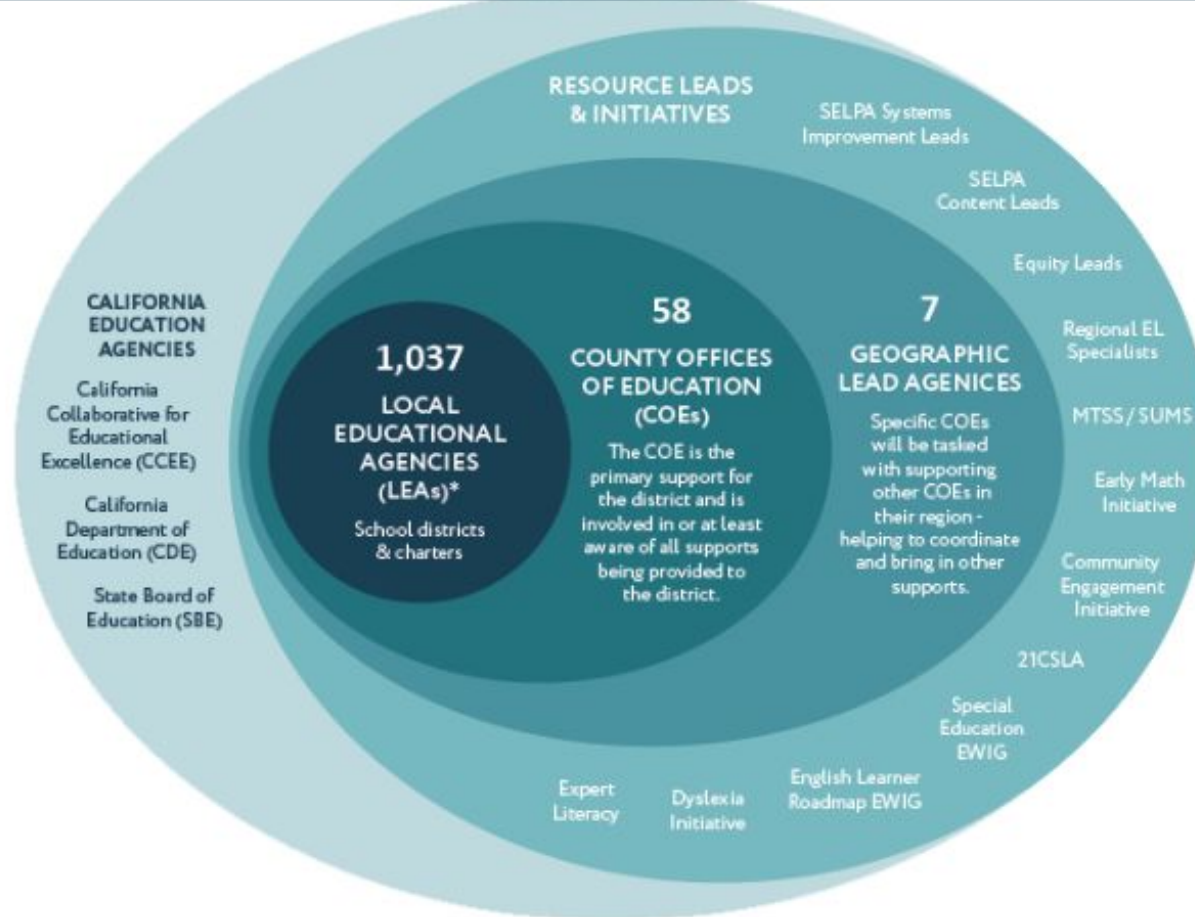 RESOURCE LEADS
& INITIATIVES
SELPA Systems
Improvement Leads
SELPA
Content Leads
Equity Leads
Regional EL
Specialists
MTSS/SUMS
Early Math
Initiative
Community
Engagement
Initiative
21CSLA
Special
Education
EWIG
English Learner
Roadmap EWIG
Dyslexia
Initiative
Expert
Literacy
CALIFORNIA
EDUCATION
AGENCIES
California
Collaborative for
Educational
Excellence (CCEE)
California
Department of
Education (CDE)
State Board of
Education (SBE)
1,037
LOCAL
EDUCATIONAL
AGENCIES
(LEAs)*
School districts
& charters
58
COUNTY OFFICES
OF EDUCATION
(COEs)
The COE is the
primary support for
the district and is
involved in or at least
aware of all supports
being provided to
the district.
7
GEOGRAPHIC
LEAD AGENICES
Specific COEs
will be tasked
with supporting
other COEs in
their region -
helping to coordinate
and bring in other
supports.